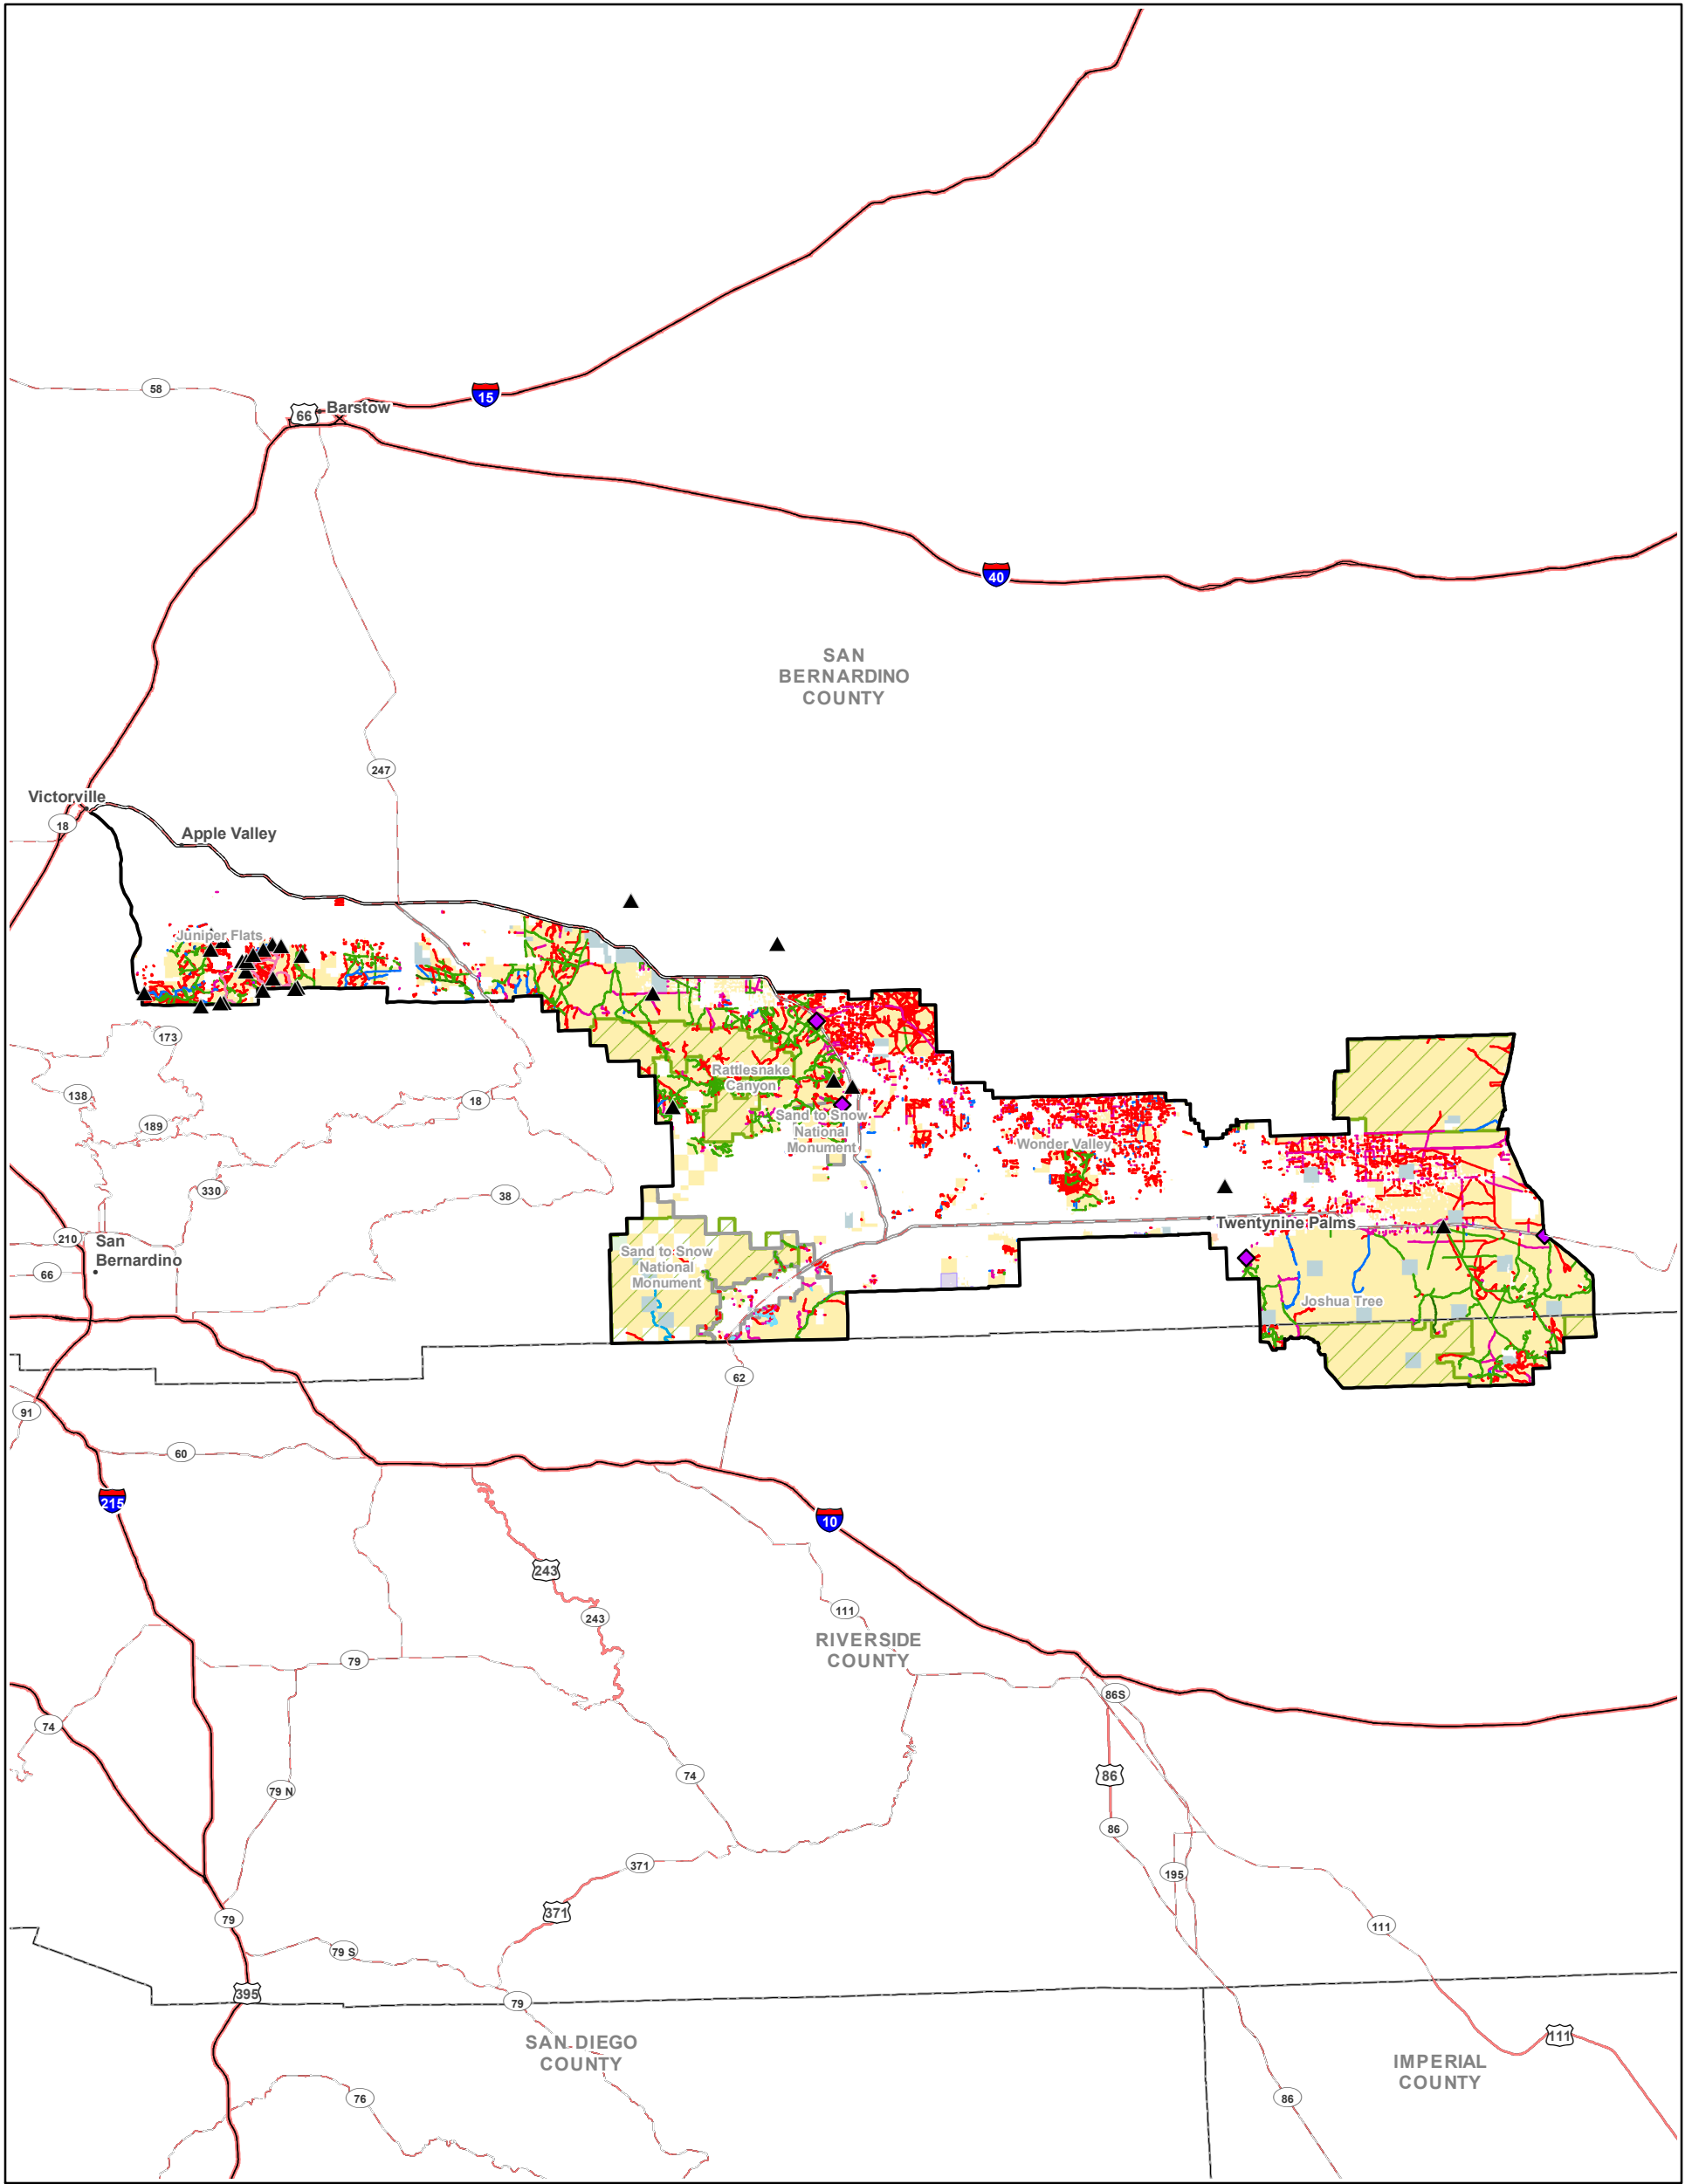 58
15
66
Barstow
40
SAN
BERNARDINO
COUNTY
247
Victorville
18
Apple Valley
Juniper Flats
173
Rattlesnake
Canyon
138
18
Sand to Snow
National
Monument
189
Wonder Valley
330
38
Twentynine Palms
210
San
Bernardino
66
Sand to Snow
National
Monument
Joshua Tree
62
91
60
215
10
243
243
111
RIVERSIDE
COUNTY
79
86S
74
74
86
79 N
86
371
195
371
79
111
79 S
395
79
SAN DIEGO
COUNTY
111
IMPERIAL
COUNTY
76
86